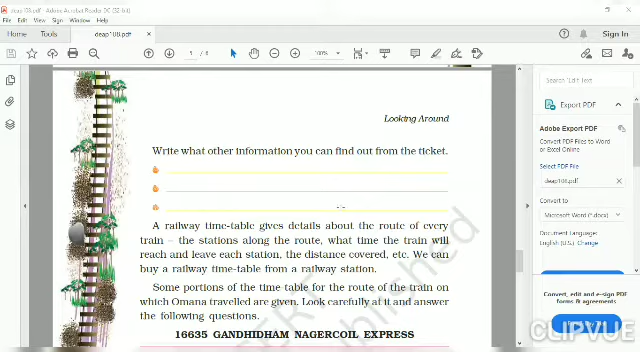 deap108.pdf - Adobe Acrobat Reader DC (32-bit)
File Edit View Sign Window Help
Home Tools deap108.pdf × Sign In
5 / 6 100%
Looking Around
Write what other information you can find out from the ticket.
A railway time-table gives details about the route of every
train – the stations along the route, what time the train will
reach and leave each station, the distance covered, etc. We can
buy a railway time-table from a railway station.
Some portions of the time-table for the route of the train on
which Omana travelled are given. Look carefully at it and answer
the following questions.
16635 GANDHIDHAM NAGERCOIL EXPRESS
Search 'Edit Text'
Export PDF
Adobe Export PDF
Convert PDF Files to Word
or Excel Online
Select PDF File
deap108.pdf ×
Convert to
Microsoft Word (*.docx)
Document Language:
English (U.S.) Change
Convert, edit and e-sign PDF
forms & agreements
CLIPVUE